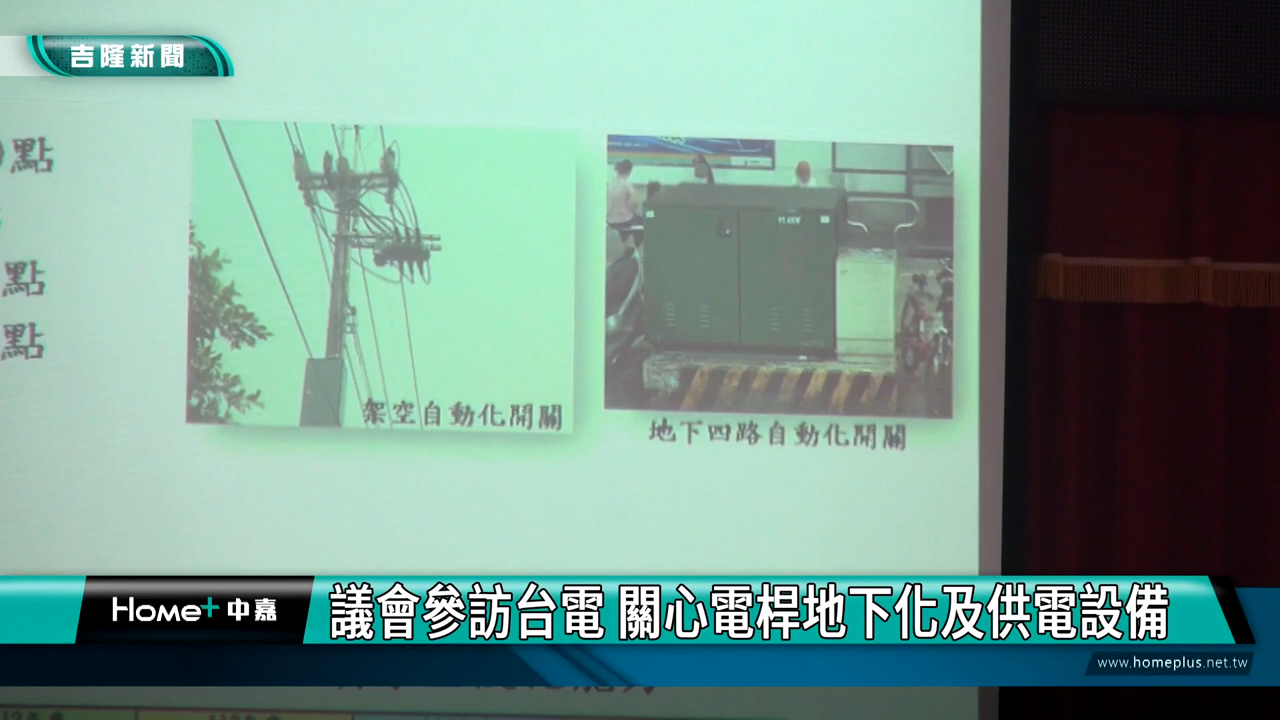 吉隆新聞
點
點
點
架空自動化開關
地下四路自動化開關
Home+中嘉
議會參訪台電 關心電桿地下化及供電設備
www.homeplus.net.tw